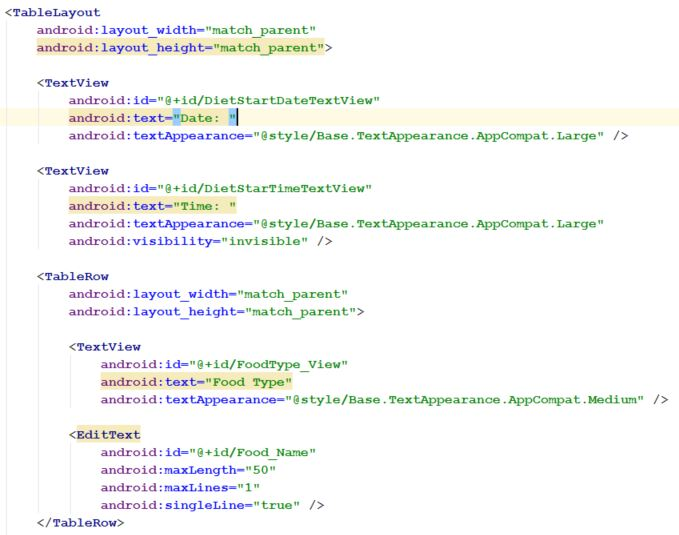 <TableLayout
    android:layout_width="match_parent"
    android:layout_height="match_parent">

    <TextView
        android:id="@+id/DietStartDateTextView"
        android:text="Date: "
        android:textAppearance="@style/Base.TextAppearance.AppCompat.Large" />

    <TextView
        android:id="@+id/DietStarTimeTextView"
        android:text="Time: "
        android:textAppearance="@style/Base.TextAppearance.AppCompat.Large"
        android:visibility="invisible" />

    <TableRow
        android:layout_width="match_parent"
        android:layout_height="match_parent">

        <TextView
            android:id="@+id/FoodType_View"
            android:text="Food Type"
            android:textAppearance="@style/Base.TextAppearance.AppCompat.Medium" />

        <EditText
            android:id="@+id/Food_Name"
            android:maxLength="50"
            android:maxLines="1"
            android:singleLine="true" />
    </TableRow>